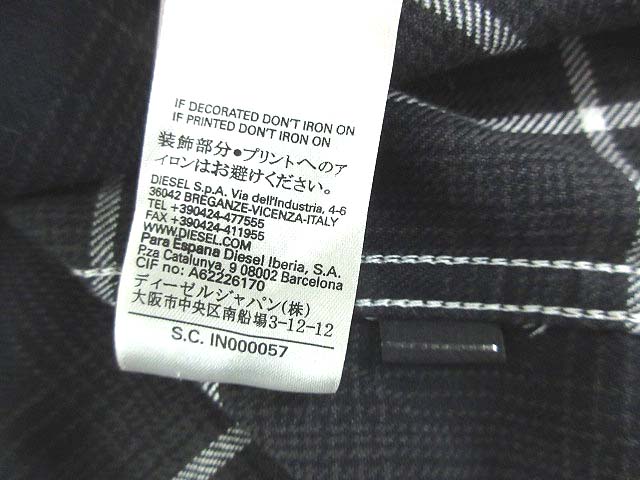 IF DECORATED DON'T IRON ON
IF PRINTED DON'T IRON ON
装飾部分•プリントへのア
イロンはお避けください。
DIESEL S.p.A. Via dell'Industria, 4-6
36042 BREGANZE-VICENZA-ITALY
TEL +390424-477555
FAX +390424-411955
WWW.DIESEL.COM
Para Espana Diesel Iberia, S.A.
P.za Catalunya, 9 08002 Barcelona
CIF no: A62226170
ディーゼルジャパン(株)
大阪市中央区南船場3-12-12
S.C. IN000057